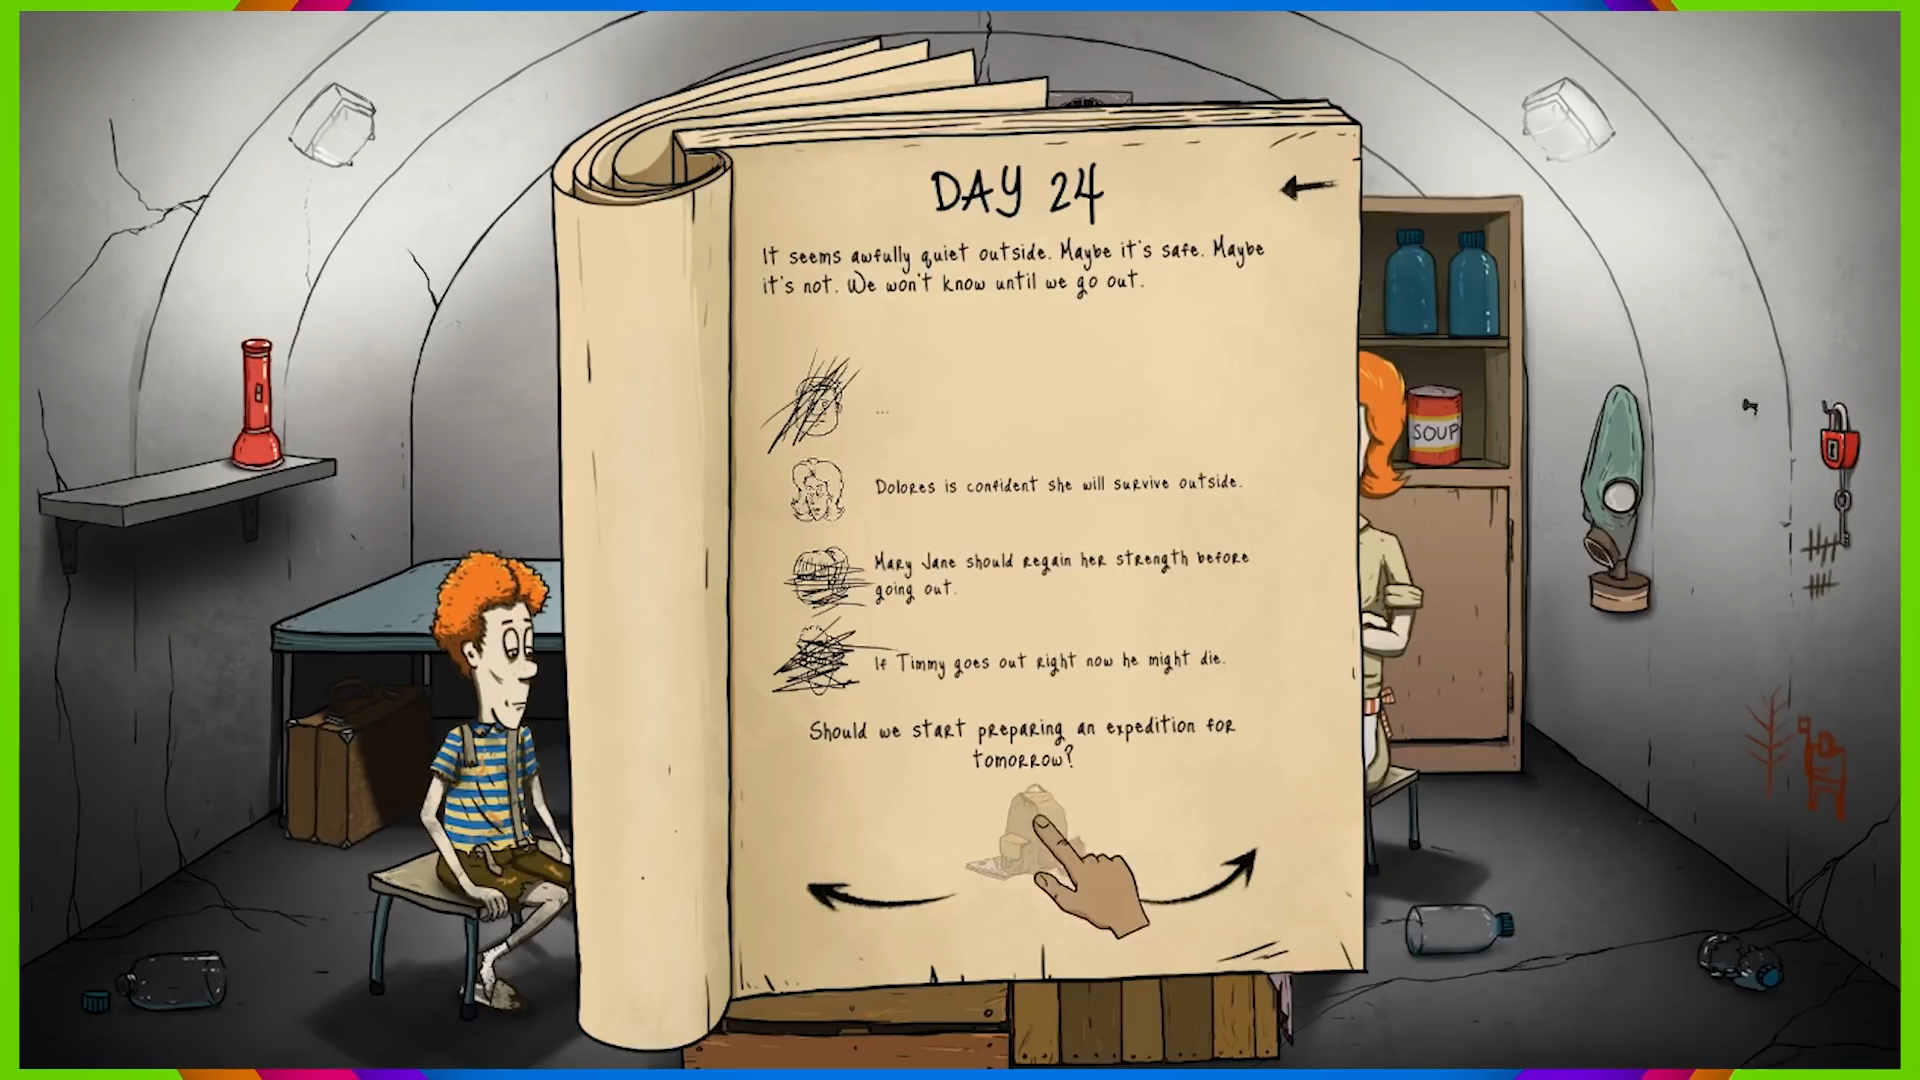 DAY 24
It seems awfully quiet outside. Maybe it's safe. Maybe
it's not. We won't know until we go out.
...
Dolores is confident she will survive outside.
Mary Jane should regain her strength before
going out.
If Timmy goes out right now he might die.
Should we start preparing an expedition for
tomorrow?
SOUP